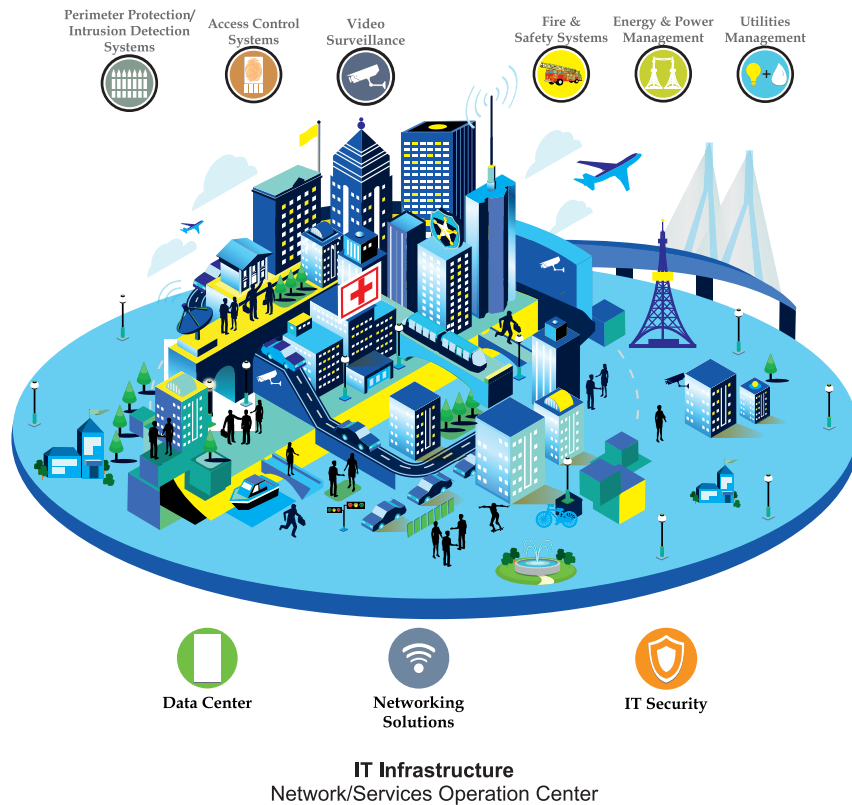 Perimeter Protection/
Intrusion Detection
Systems
Access Control
Systems
Video
Surveillance
Fire &
Safety Systems
Energy & Power
Management
Utilities
Management
Data Center
Networking
Solutions
IT Security
IT Infrastructure
Network/Services Operation Center